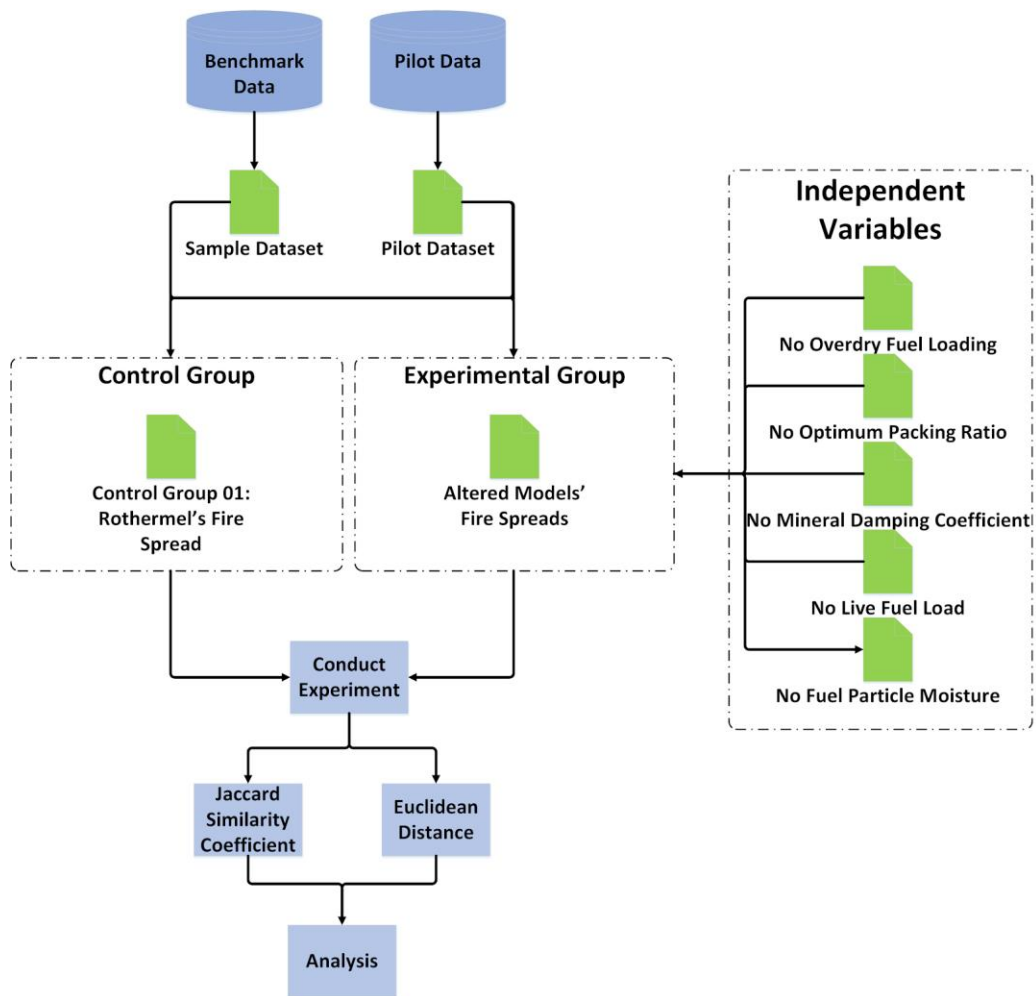 Benchmark
Data
Pilot Data
Sample Dataset
Pilot Dataset
Independent
Variables
No Overdry Fuel Loading
No Optimum Packing Ratio
No Mineral Damping Coefficient
No Live Fuel Load
No Fuel Particle Moisture
Control Group
Control Group 01:
Rothermel’s Fire
Spread
Experimental Group
Altered Models’
Fire Spreads
Conduct
Experiment
Jaccard
Similarity
Coefficient
Euclidean
Distance
Analysis